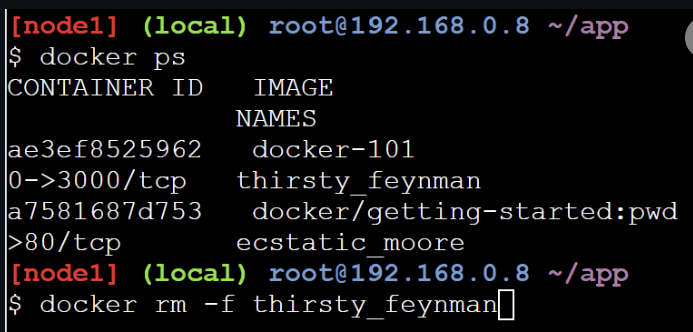 [node1] (local) root@192.168.0.8 ~/app
$ docker ps
CONTAINER ID   IMAGE
NAMES
ae3ef8525962   docker-101
0->3000/tcp   thirsty_feynman
a7581687d753   docker/getting-started:pwd
>80/tcp   ecstatic_moore
[node1] (local) root@192.168.0.8 ~/app
$ docker rm -f thirsty_feynman